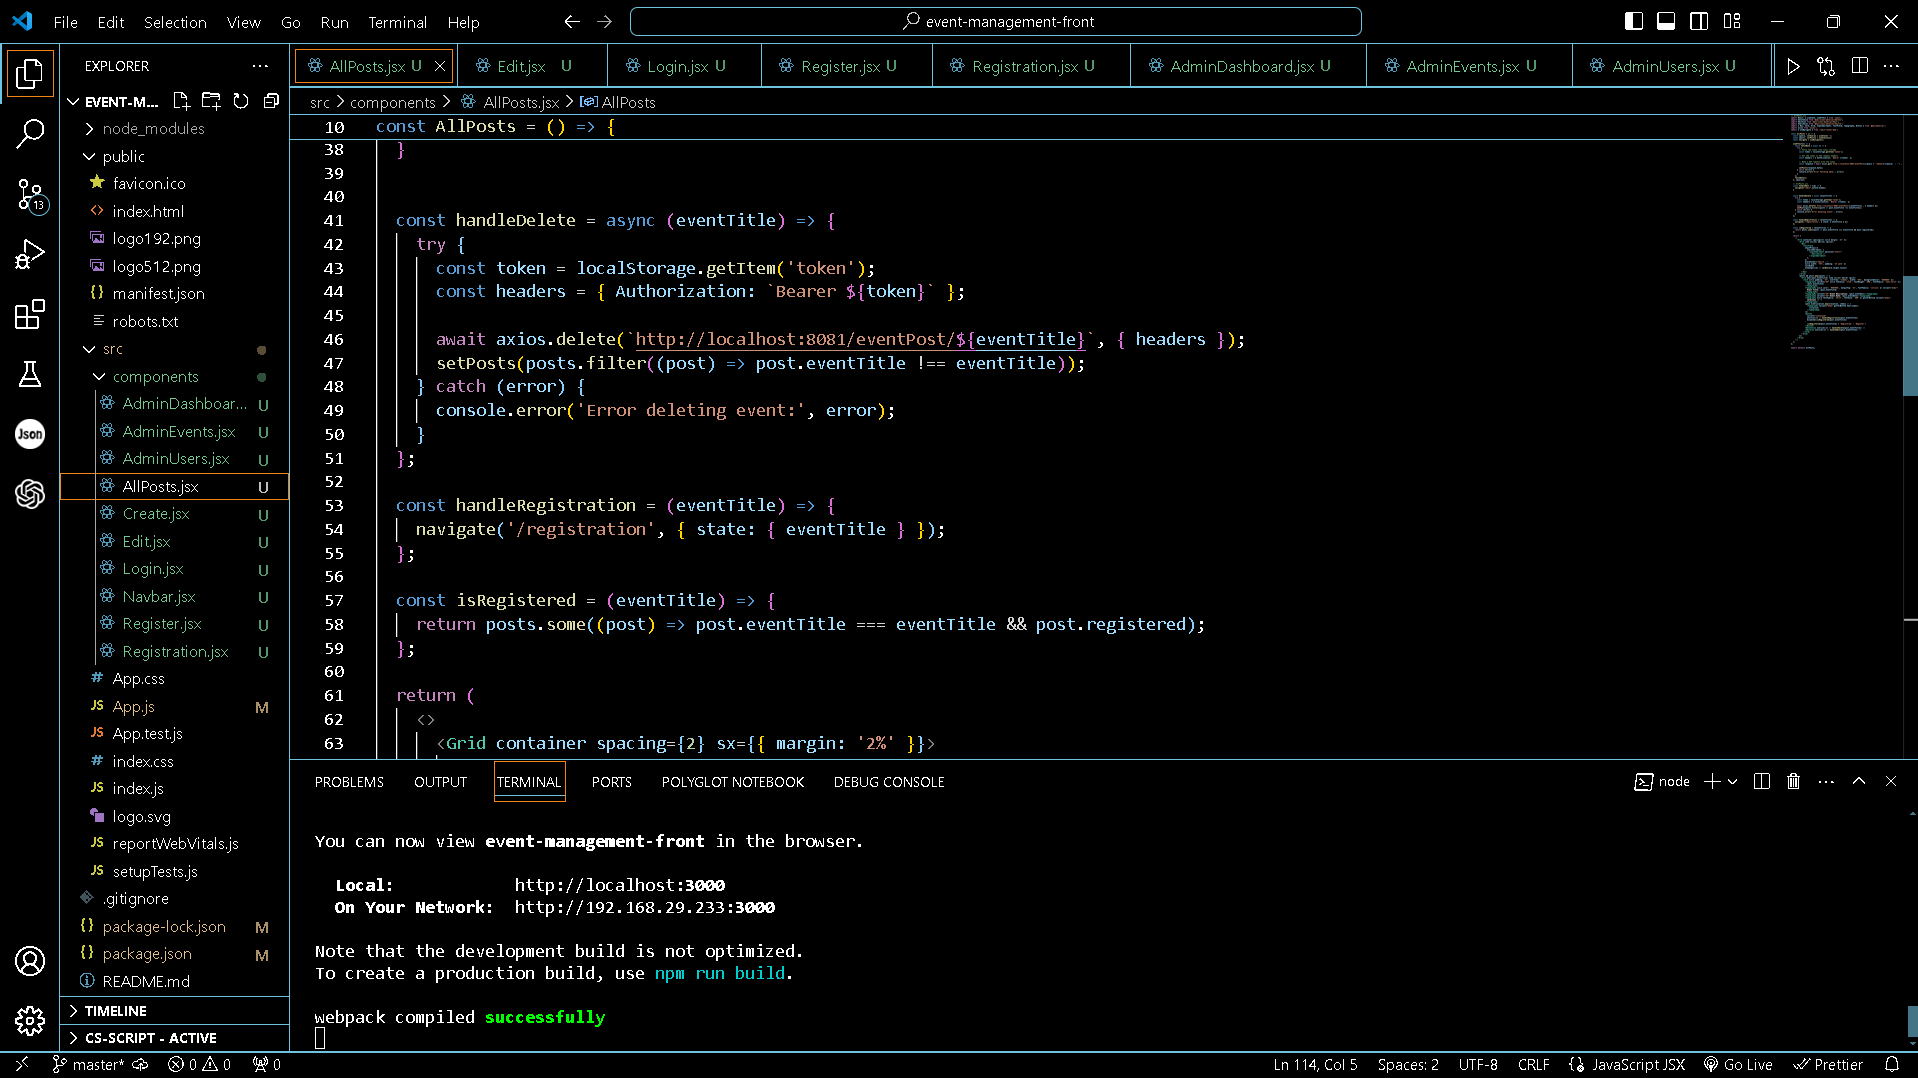 File Edit Selection View Go Run Terminal Help
event-management-front
EXPLORER
EVENT-M...
node_modules
public
favicon.ico
index.html
logo192.png
logo512.png
manifest.json
robots.txt
src
components
AdminDashboar... U
AdminEvents.jsx U
AdminUsers.jsx U
AllPosts.jsx U
Create.jsx U
Edit.jsx U
Login.jsx U
Navbar.jsx U
Register.jsx U
Registration.jsx U
App.css
App.js M
App.test.js
index.css
index.js
logo.svg
reportWebVitals.js
setupTests.js
.gitignore
package-lock.json M
package.json M
README.md
TIMELINE
CS-SCRIPT - ACTIVE
13
Json
AllPosts.jsx U Edit.jsx U Login.jsx U Register.jsx U Registration.jsx U AdminDashboard.jsx U AdminEvents.jsx U AdminUsers.jsx U
src > components > AllPosts.jsx > AllPosts
10 const AllPosts = () => {
38 }
39
40
41 const handleDelete = async (eventTitle) => {
42 try {
43 const token = localStorage.getItem('token');
44 const headers = { Authorization: `Bearer ${token}` };
45
46 await axios.delete(`http://localhost:8081/eventPost/${eventTitle}`, { headers });
47 setPosts(posts.filter((post) => post.eventTitle !== eventTitle));
48 } catch (error) {
49 console.error('Error deleting event:', error);
50 }
51 };
52
53 const handleRegistration = (eventTitle) => {
54 navigate('/registration', { state: { eventTitle } });
55 };
56
57 const isRegistered = (eventTitle) => {
58 return posts.some((post) => post.eventTitle === eventTitle && post.registered);
59 };
60
61 return (
62 <>
63 <Grid container spacing={2} sx={{ margin: '2%' }}>
PROBLEMS OUTPUT TERMINAL PORTS POLYGLOT NOTEBOOK DEBUG CONSOLE
node
You can now view event-management-front in the browser.
Local: http://localhost:3000
On Your Network: http://192.168.29.233:3000
Note that the development build is not optimized.
To create a production build, use npm run build.
webpack compiled successfully
master* 0 0 0
Ln 114, Col 5 Spaces: 2 UTF-8 CRLF JavaScript JSX Go Live Prettier